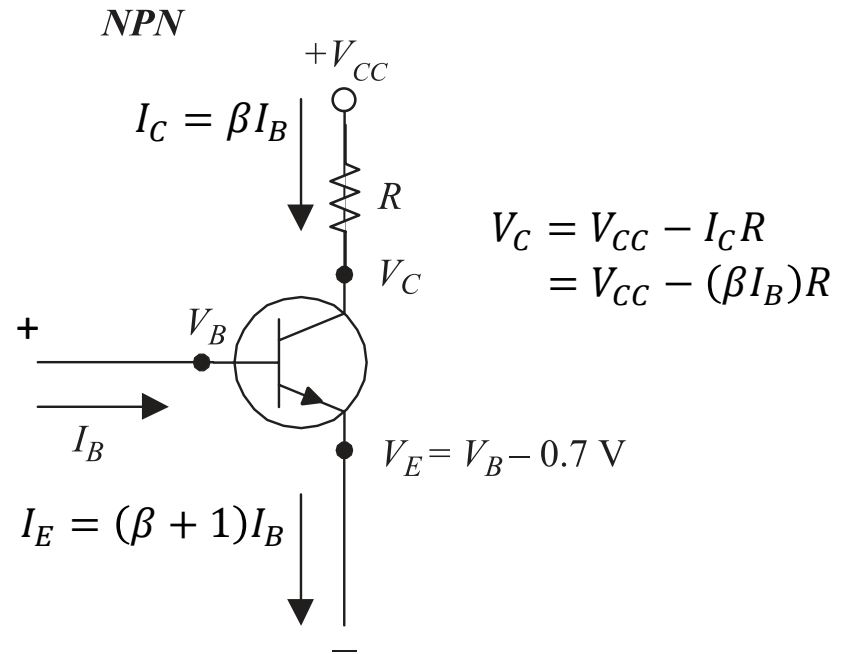 NPN
+V_CC
I_C = βI_B
R
V_C = V_CC − I_C R
= V_CC − (βI_B)R
V_C
+
V_B
I_B
V_E = V_B − 0.7 V
I_E = (β + 1)I_B
−